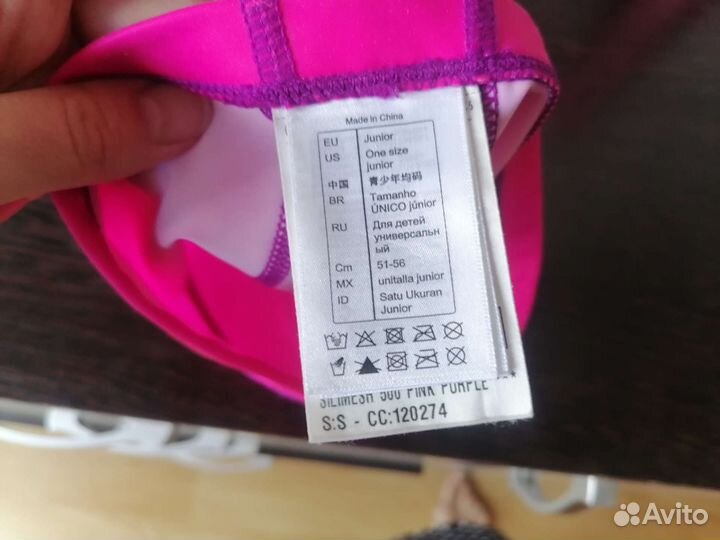 Made in China
EU Junior
US One size
junior
中国 青少年均码
BR Tamanho
ÚNICO júnior
RU Для детей
универсальн
ый
Cm 51-56
MX unitalla junior
ID Satu Ukuran
Junior
SILIMESH 500 PINK PURPLE
S:S - CC:120274
Avito